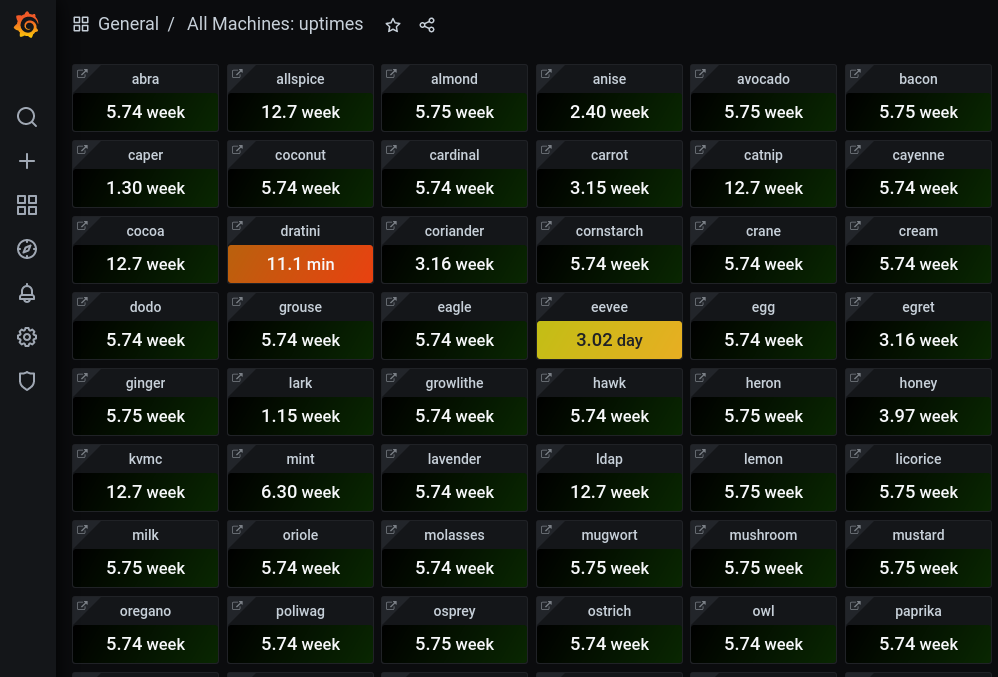 General / All Machines: uptimes
abra allspice almond anise avocado bacon
5.74 week 12.7 week 5.75 week 2.40 week 5.75 week 5.75 week
caper coconut cardinal carrot catnip cayenne
1.30 week 5.74 week 5.74 week 3.15 week 12.7 week 5.74 week
cocoa dratini coriander cornstarch crane cream
12.7 week 11.1 min 3.16 week 5.74 week 5.74 week 5.74 week
dodo grouse eagle eevee egg egret
5.74 week 5.74 week 5.74 week 3.02 day 5.74 week 3.16 week
ginger lark growlithe hawk heron honey
5.75 week 1.15 week 5.74 week 5.74 week 5.75 week 3.97 week
kvmc mint lavender ldap lemon licorice
12.7 week 6.30 week 5.74 week 12.7 week 5.75 week 5.75 week
milk oriole molasses mugwort mushroom mustard
5.75 week 5.74 week 5.74 week 5.75 week 5.75 week 5.75 week
oregano poliwag osprey ostrich owl paprika
5.74 week 5.74 week 5.75 week 5.74 week 5.74 week 5.74 week